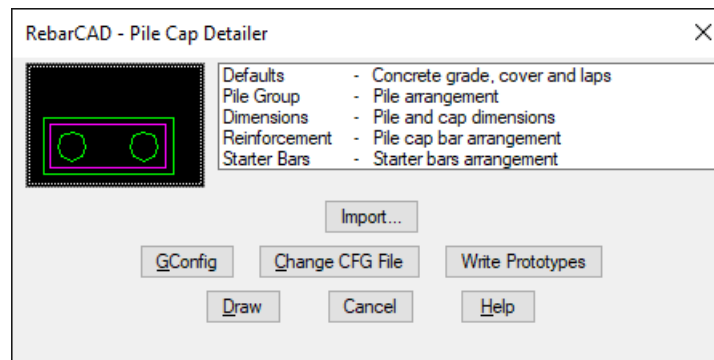 RebarCAD - Pile Cap Detailer
Defaults - Concrete grade, cover and laps
Pile Group - Pile arrangement
Dimensions - Pile and cap dimensions
Reinforcement - Pile cap bar arrangement
Starter Bars - Starter bars arrangement
Import...
GConfig Change CFG File Write Prototypes
Draw Cancel Help